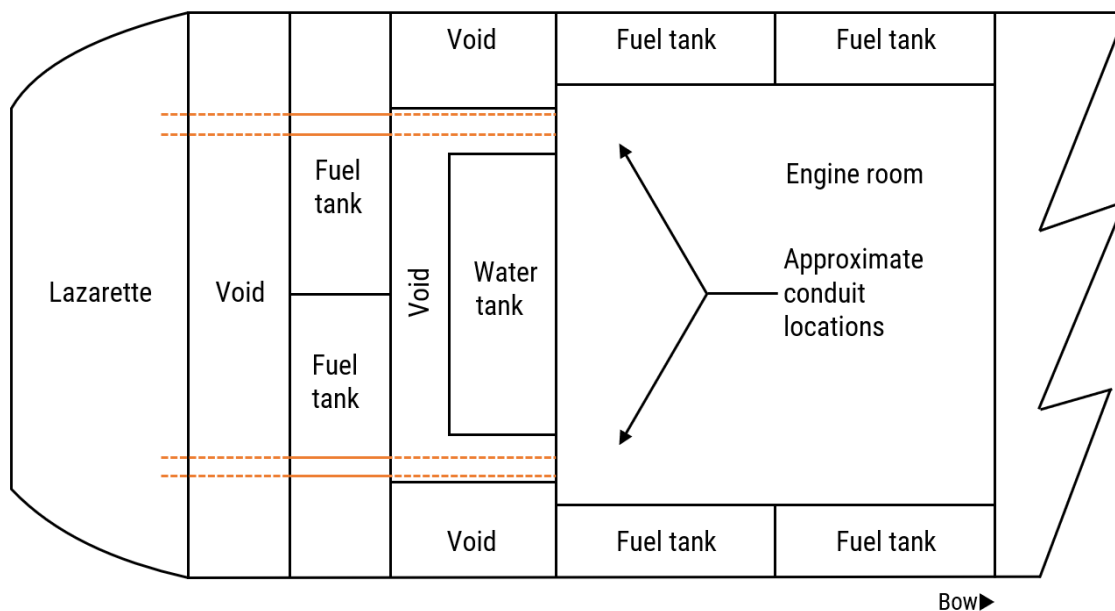 Void
Fuel tank
Fuel tank
Fuel
tank
Engine room
Lazarette
Void
Void
Water
tank
Approximate
conduit
locations
Fuel
tank
Void
Fuel tank
Fuel tank
Bow▶